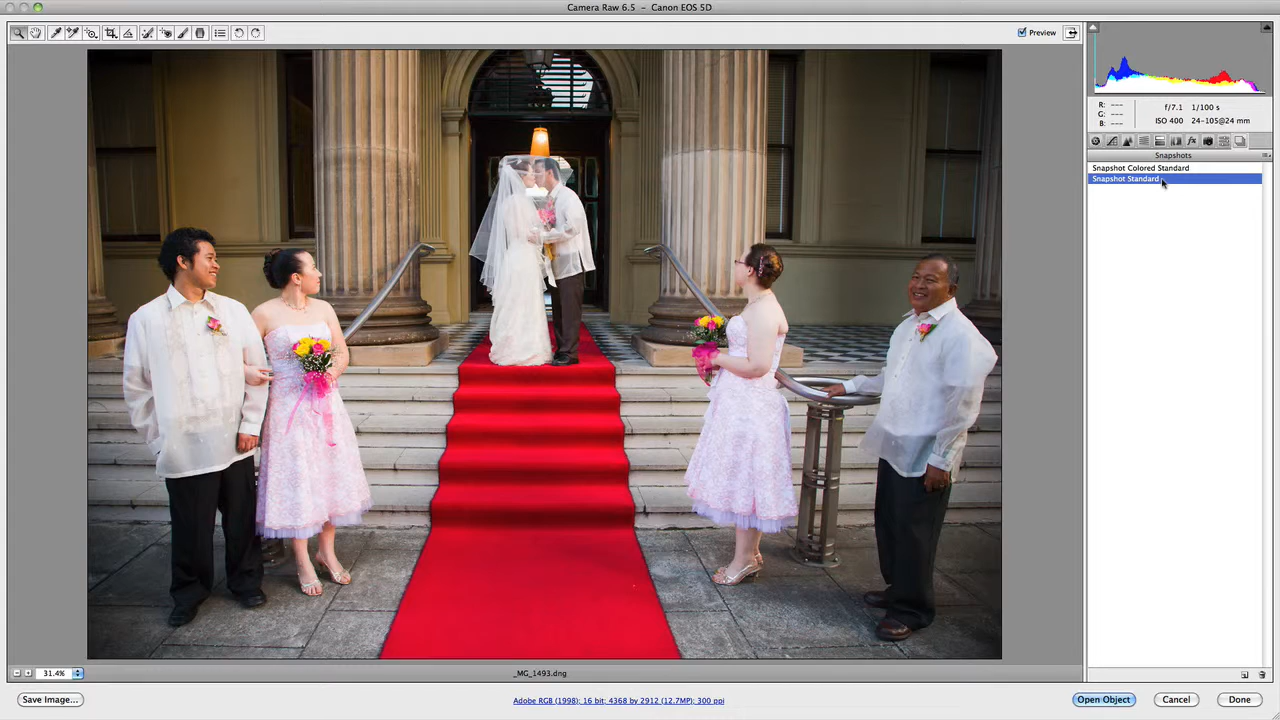 Camera Raw 6.5  -  Canon EOS 5D
Preview
R: ---
G: ---
B: ---
f/7.1 1/100 s
ISO 400 24-105@24 mm
Snapshots
Snapshot Colored Standard
Snapshot Standard
31.4%
_MG_1493.dng
Save Image...
Adobe RGB (1998); 16 bit; 4368 by 2912 (12.7MP); 300 ppi
Open Object
Cancel
Done